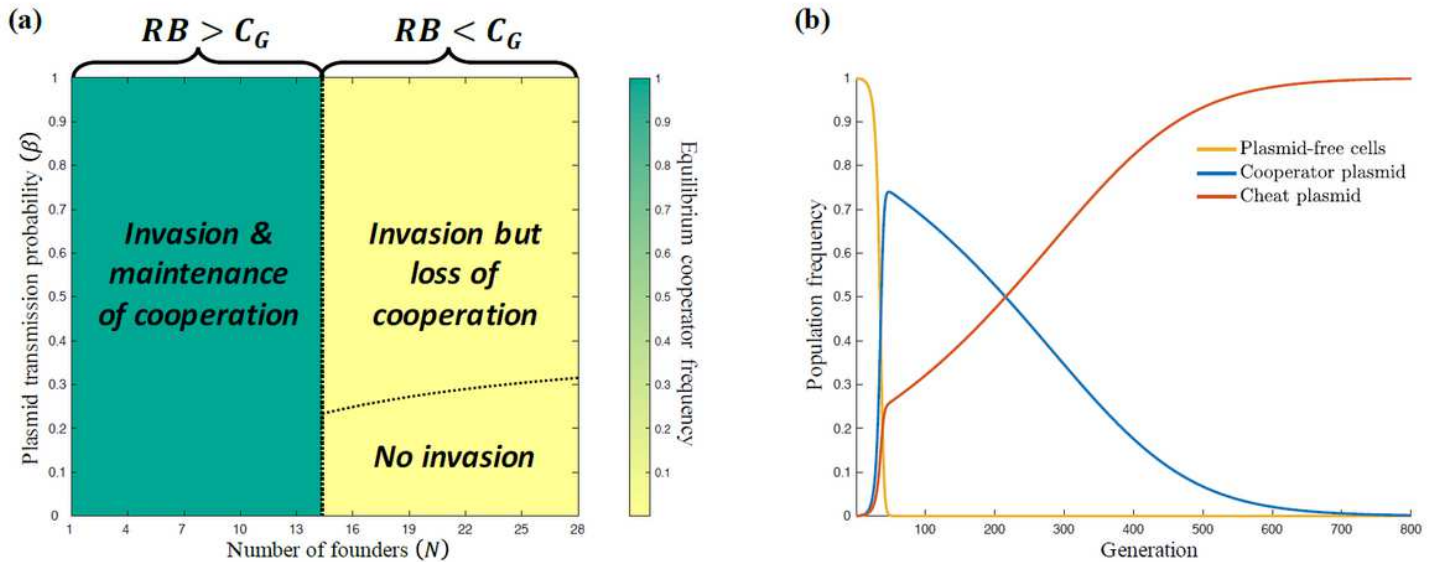 (a)
RB > C_G
RB < C_G
Plasmid transmission probability (β)
1
0.9
0.8
0.7
0.6
0.5
0.4
0.3
0.2
0.1
0
Invasion &
maintenance
of cooperation
Invasion but
loss of
cooperation
No invasion
1 4 7 10 13 16 19 22 25 28
Number of founders (N)
1
0.9
0.8
0.7
0.6
0.5
0.4
0.3
0.2
0.1
Equilibrium cooperator frequency
(b)
Population frequency
1
0.9
0.8
0.7
0.6
0.5
0.4
0.3
0.2
0.1
0
Plasmid-free cells
Cooperator plasmid
Cheat plasmid
100 200 300 400 500 600 700 800
Generation